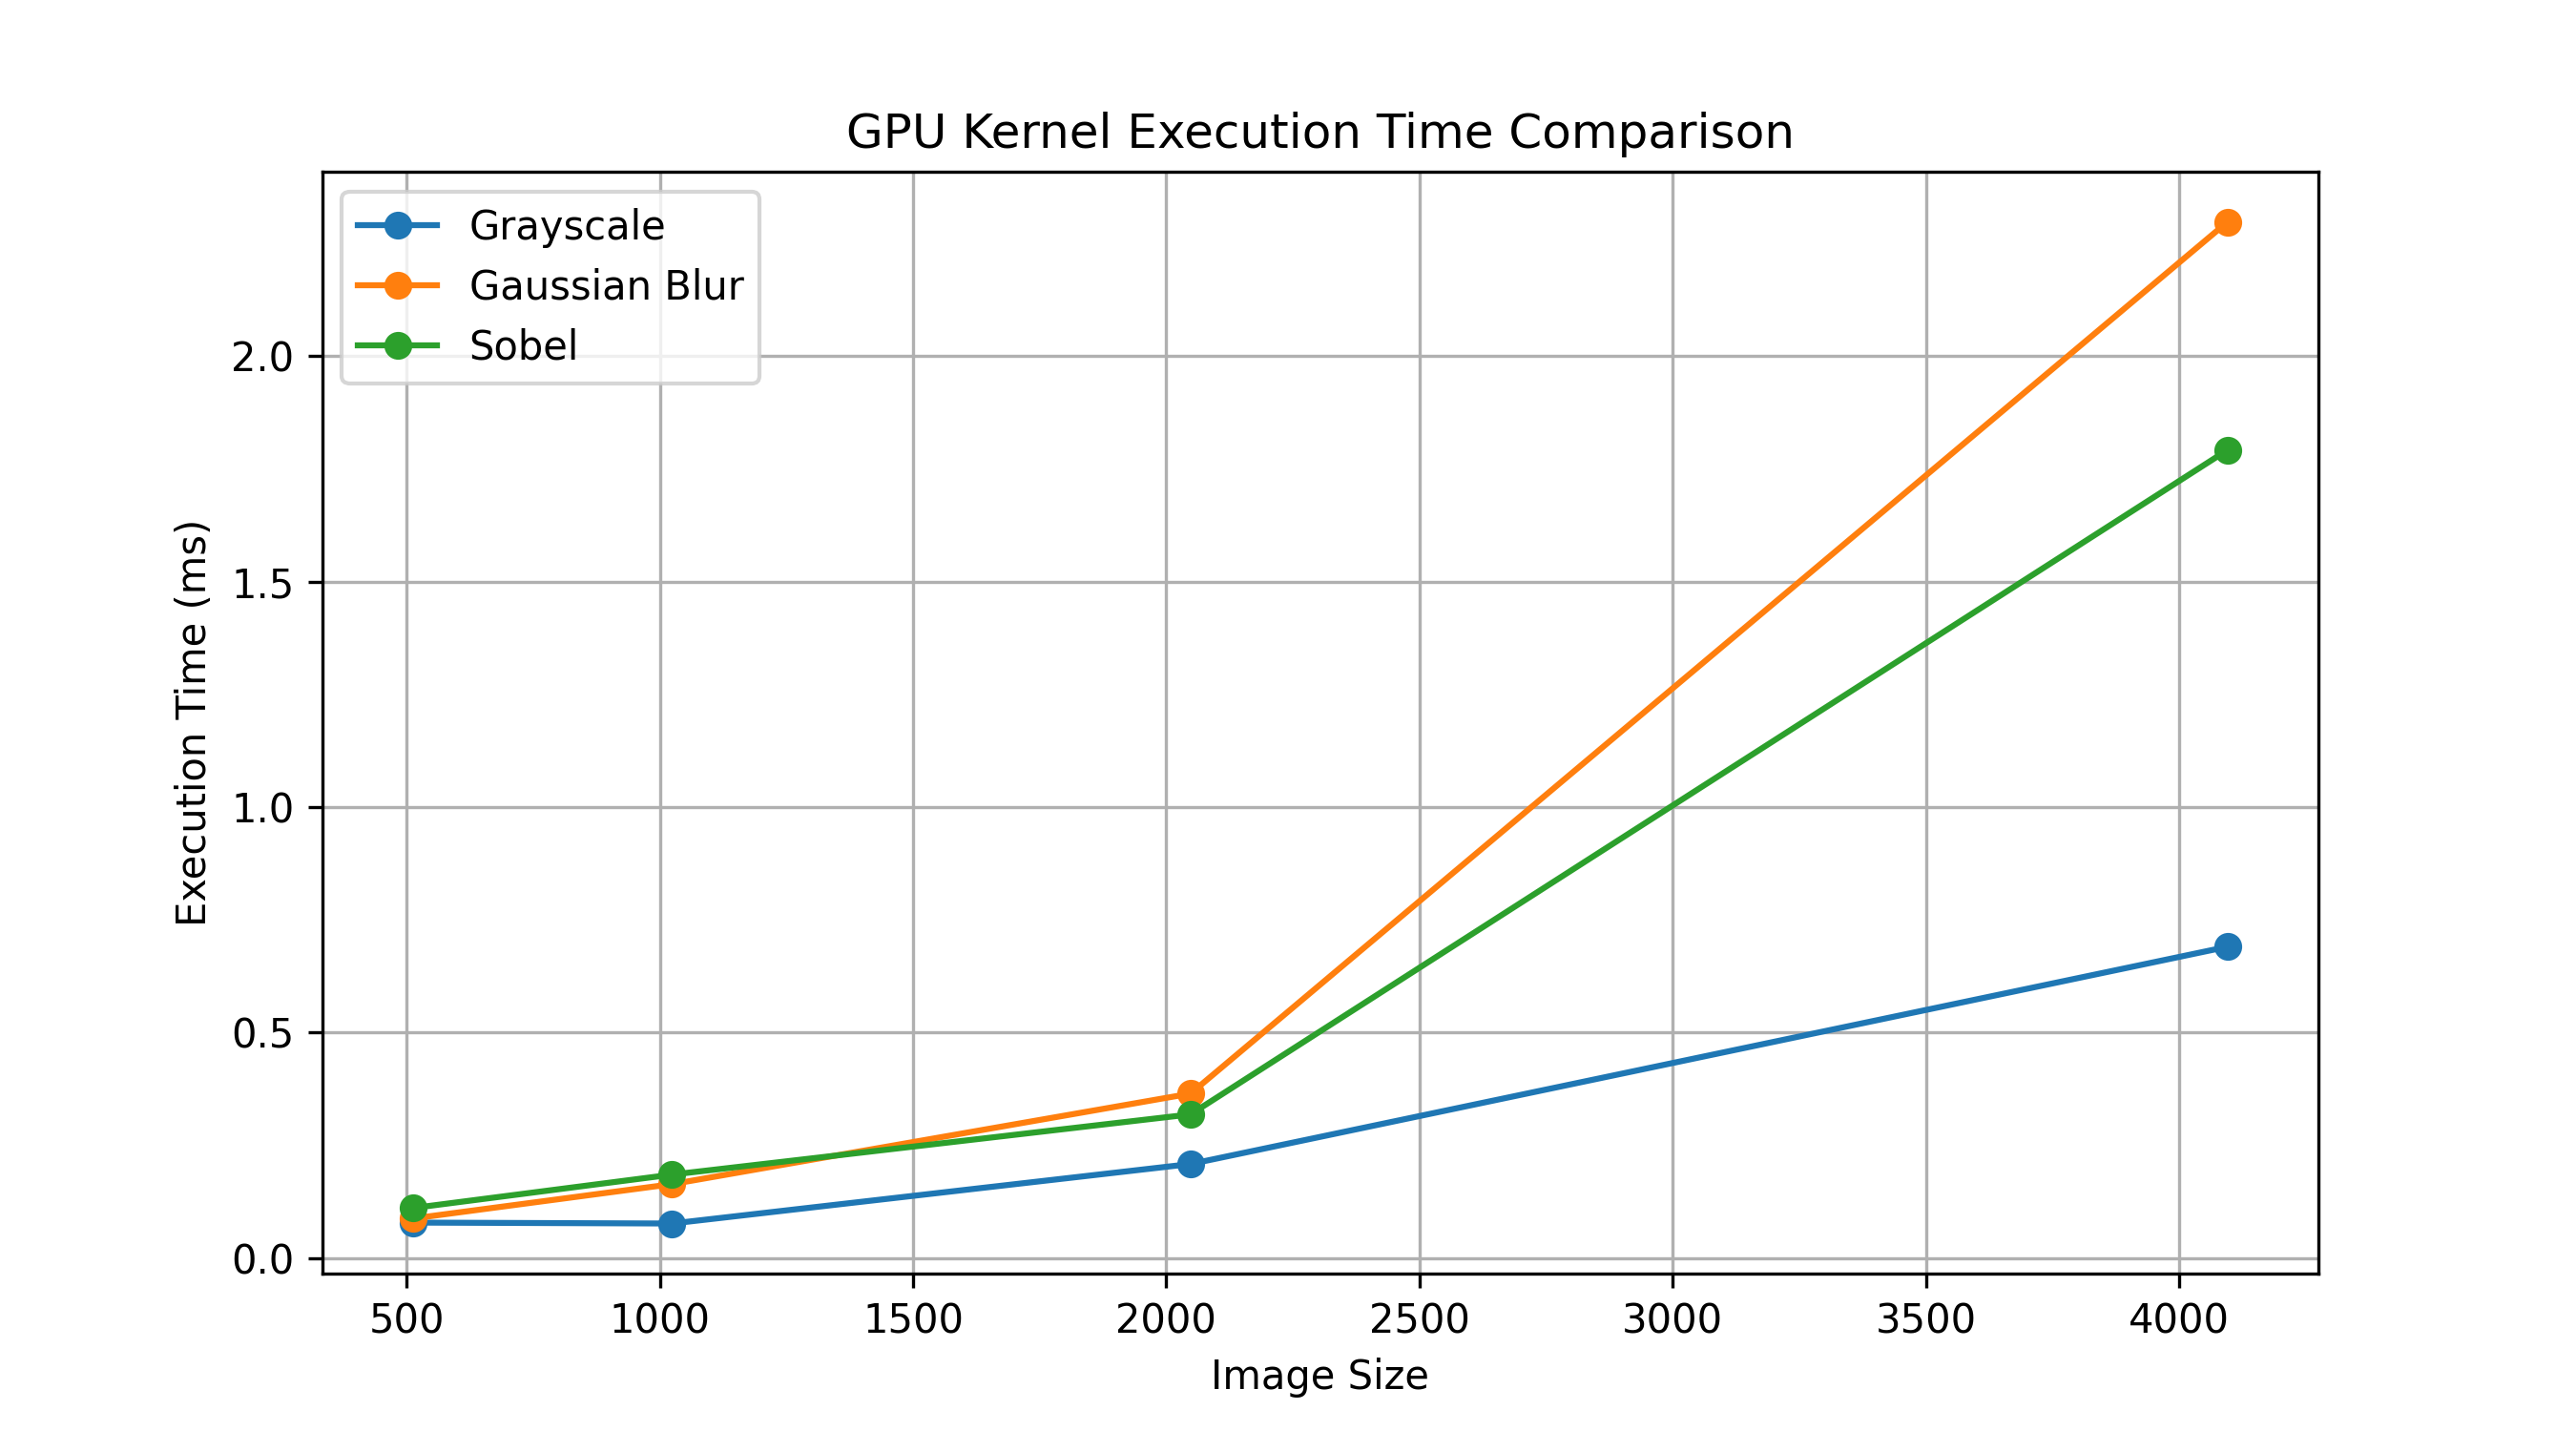 GPU Kernel Execution Time Comparison
Grayscale
Gaussian Blur
Sobel
Execution Time (ms)
2.0
1.5
1.0
0.5
0.0
500 1000 1500 2000 2500 3000 3500 4000
Image Size